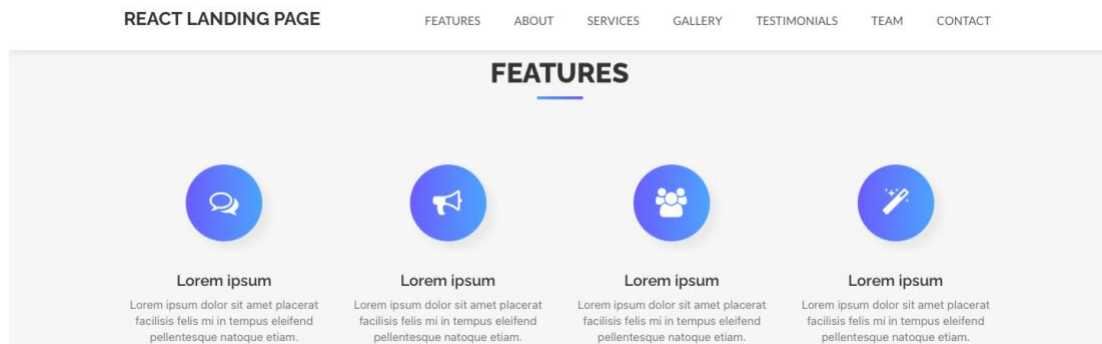 REACT LANDING PAGE
FEATURES ABOUT SERVICES GALLERY TESTIMONIALS TEAM CONTACT
FEATURES
Lorem ipsum
Lorem ipsum dolor sit amet placerat
facilisis felis mi in tempus eleifend
pellentesque natoque etiam.
Lorem ipsum
Lorem ipsum dolor sit amet placerat
facilisis felis mi in tempus eleifend
pellentesque natoque etiam.
Lorem ipsum
Lorem ipsum dolor sit amet placerat
facilisis felis mi in tempus eleifend
pellentesque natoque etiam.
Lorem ipsum
Lorem ipsum dolor sit amet placerat
facilisis felis mi in tempus eleifend
pellentesque natoque etiam.